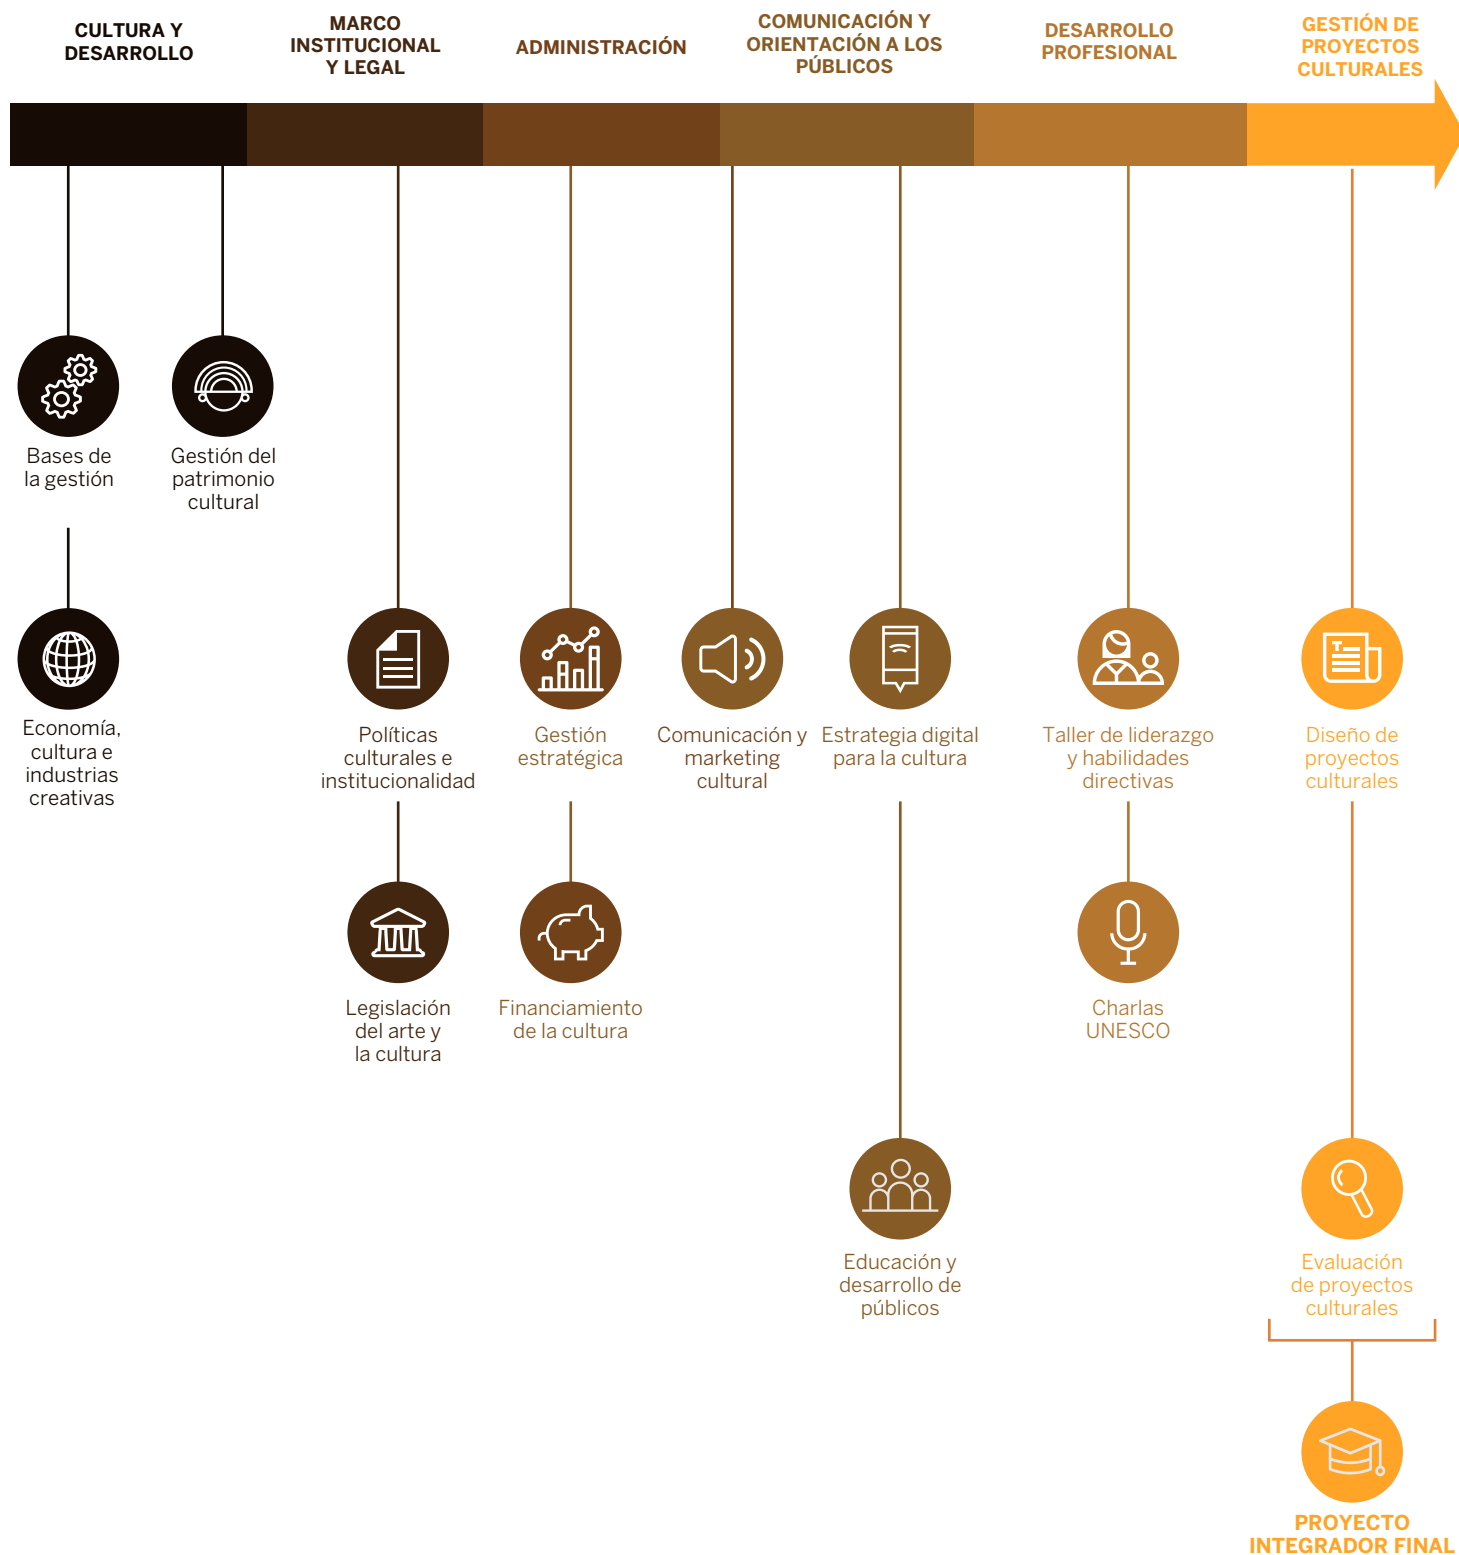 CULTURA Y
DESARROLLO
MARCO
INSTITUCIONAL
Y LEGAL
ADMINISTRACIÓN
COMUNICACIÓN Y
ORIENTACIÓN A LOS
PÚBLICOS
DESARROLLO
PROFESIONAL
GESTIÓN DE
PROYECTOS
CULTURALES
Bases de
la gestión
Gestión del
patrimonio
cultural
Economía,
cultura e
industrias
creativas
Políticas
culturales e
institucionalidad
Gestión
estratégica
Comunicación y
marketing
cultural
Estrategia digital
para la cultura
Taller de liderazgo
y habilidades
directivas
T
Diseño de
proyectos
culturales
Legislación
del arte y
la cultura
Financiamiento
de la cultura
Charlas
UNESCO
Educación y
desarrollo de
públicos
Evaluación
de proyectos
culturales
PROYECTO
INTEGRADOR FINAL